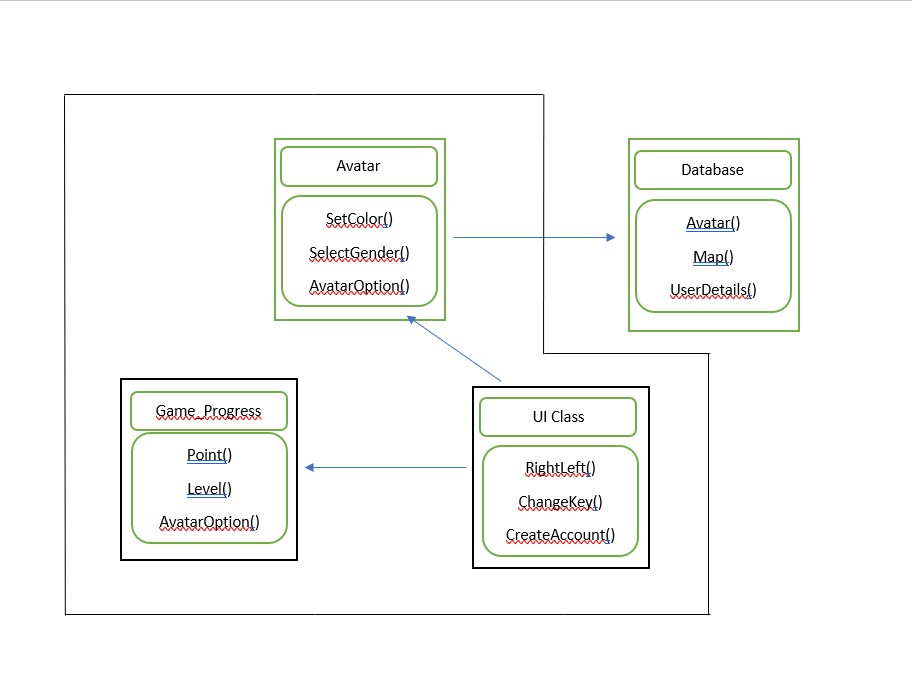 Avatar
SetColor()
SelectGender()
AvatarOption()
Database
Avatar()
Map()
UserDetails()
Game_Progress
Point()
Level()
AvatarOption()
UI Class
RightLeft()
ChangeKey()
CreateAccount()